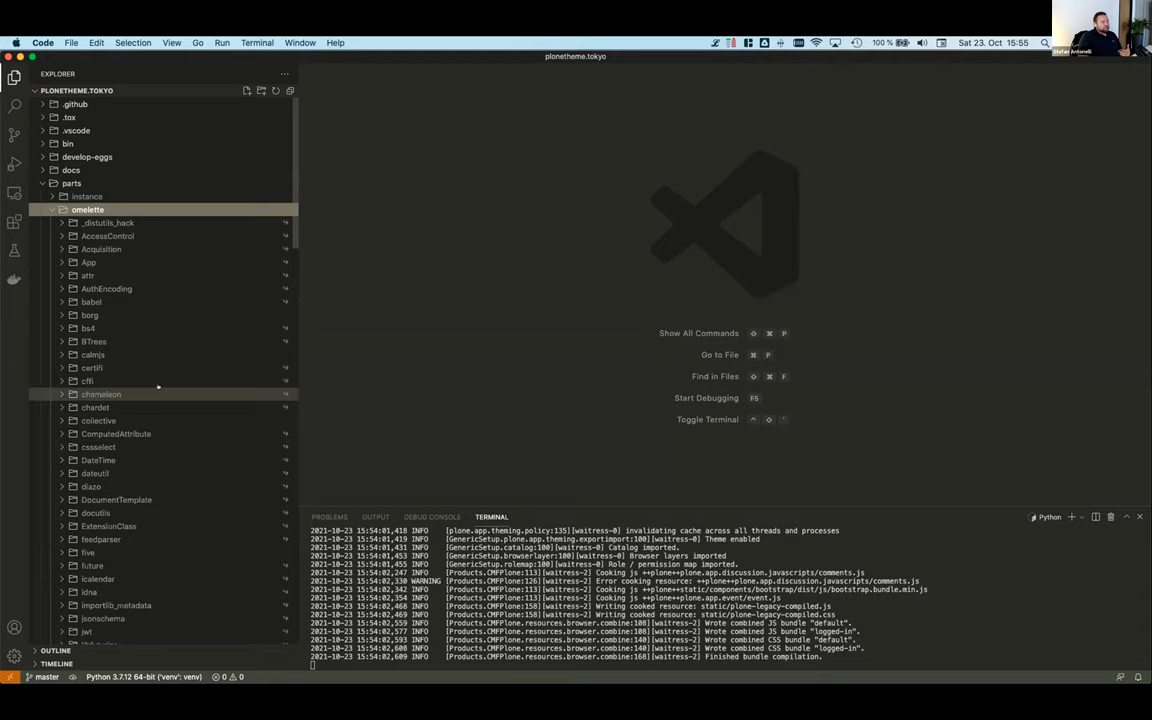 Code File Edit Selection View Go Run Terminal Window Help 100 % Sat 23. Oct 15:55
Stefan Antonelli
plonetheme.tokyo
EXPLORER
PLONETHEME.TOKYO
.github
.tox
.vscode
bin
develop-eggs
docs
parts
instance
omelette
_distutils_hack
AccessControl
Acquisition
App
attr
AuthEncoding
babel
borg
bs4
BTrees
calmjs
certifi
cffi
chameleon
chardet
collective
ComputedAttribute
cssselect
DateTime
dateutil
diazo
DocumentTemplate
docutils
ExtensionClass
feedparser
five
future
icalendar
idna
importlib_metadata
jsonschema
jwt
OUTLINE
TIMELINE
Show All Commands ⇧ ⌘ P
Go to File ⌘ P
Find in Files ⇧ ⌘ F
Start Debugging F5
Toggle Terminal ⌃ ⇧ `
PROBLEMS OUTPUT DEBUG CONSOLE TERMINAL Python
2021-10-23 15:54:01,418 INFO [plone.app.theming.policy:135][waitress-0] invalidating cache across all threads and processes
2021-10-23 15:54:01,419 INFO [GenericSetup.plone.app.theming.exportimport:100][waitress-0] Theme enabled
2021-10-23 15:54:01,431 INFO [GenericSetup.catalog:100][waitress-0] Catalog imported.
2021-10-23 15:54:01,453 INFO [GenericSetup.browserlayer:100][waitress-0] Browser layers imported
2021-10-23 15:54:01,455 INFO [GenericSetup.rolemap:100][waitress-0] Role / permission map imported.
2021-10-23 15:54:02,247 INFO [Products.CMFPlone:113][waitress-2] Cooking js ++plone++plone.app.discussion.javascripts/comments.js
2021-10-23 15:54:02,330 WARNING [Products.CMFPlone:126][waitress-2] Error cooking resource: ++plone++plone.app.discussion.javascripts/comments.js
2021-10-23 15:54:02,342 INFO [Products.CMFPlone:113][waitress-2] Cooking js ++plone++static/components/bootstrap/dist/js/bootstrap.bundle.min.js
2021-10-23 15:54:02,354 INFO [Products.CMFPlone:113][waitress-2] Cooking js ++plone++plone.app.event/event.js
2021-10-23 15:54:02,468 INFO [Products.CMFPlone:158][waitress-2] Writing cooked resource: static/plone-legacy-compiled.js
2021-10-23 15:54:02,469 INFO [Products.CMFPlone:158][waitress-2] Writing cooked resource: static/plone-legacy-compiled.css
2021-10-23 15:54:02,559 INFO [Products.CMFPlone.resources.browser.combine:108][waitress-2] Wrote combined JS bundle "default".
2021-10-23 15:54:02,577 INFO [Products.CMFPlone.resources.browser.combine:108][waitress-2] Wrote combined JS bundle "logged-in".
2021-10-23 15:54:02,593 INFO [Products.CMFPlone.resources.browser.combine:140][waitress-2] Wrote combined CSS bundle "default".
2021-10-23 15:54:02,608 INFO [Products.CMFPlone.resources.browser.combine:140][waitress-2] Wrote combined CSS bundle "logged-in".
2021-10-23 15:54:02,609 INFO [Products.CMFPlone.resources.browser.combine:168][waitress-2] Finished bundle compilation.
master Python 3.7.12 64-bit ('venv': venv) 0 0